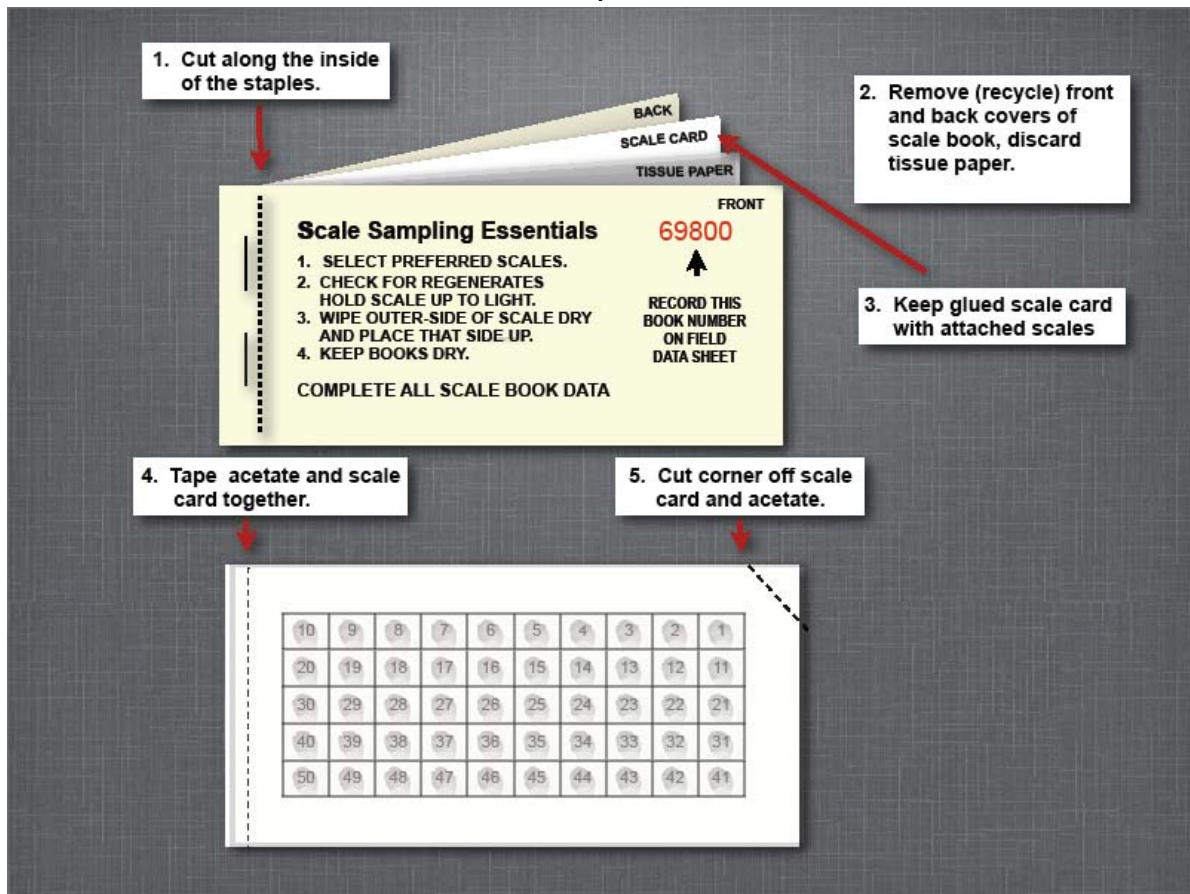 1. Cut along the inside
of the staples.
2. Remove (recycle) front
and back covers of
scale book, discard
tissue paper.
BACK
SCALE CARD
TISSUE PAPER
FRONT
Scale Sampling Essentials
69800
1. SELECT PREFERRED SCALES.
2. CHECK FOR REGENERATES
HOLD SCALE UP TO LIGHT.
3. WIPE OUTER-SIDE OF SCALE DRY
AND PLACE THAT SIDE UP.
4. KEEP BOOKS DRY.
COMPLETE ALL SCALE BOOK DATA
RECORD THIS
BOOK NUMBER
ON FIELD
DATA SHEET
3. Keep glued scale card
with attached scales
4. Tape acetate and scale
card together.
5. Cut corner off scale
card and acetate.
10 9 8 7 6 5 4 3 2 1
20 19 18 17 16 15 14 13 12 11
30 29 28 27 26 25 24 23 22 21
40 39 38 37 36 35 34 33 32 31
50 49 48 47 46 45 44 43 42 41